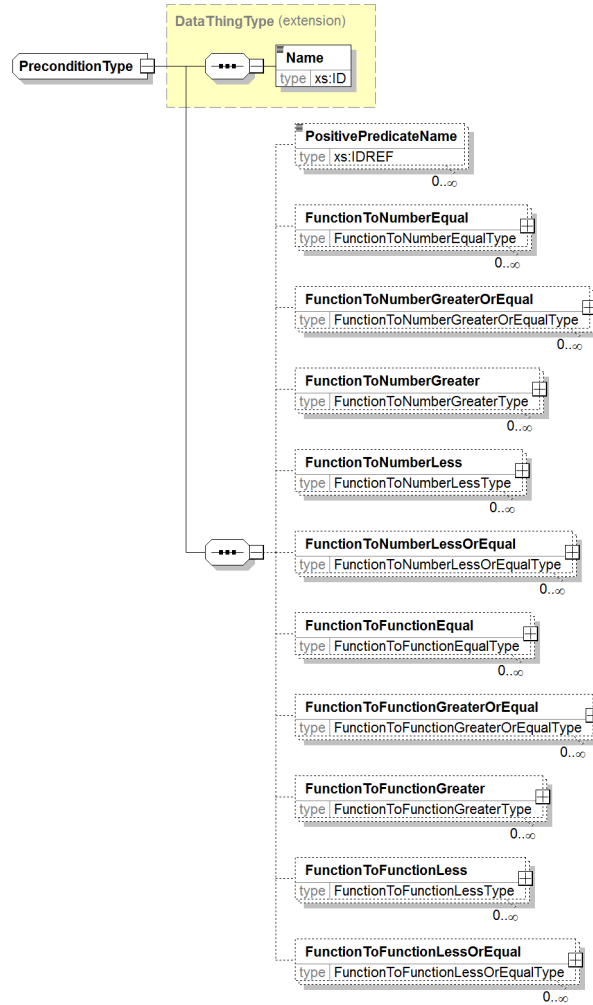 DataThingType (extension)
PreconditionType
Name
type xs:ID
PositivePredicateName
type xs:IDREF
0..∞
FunctionToNumberEqual
type FunctionToNumberEqualType
0..∞
FunctionToNumberGreaterOrEqual
type FunctionToNumberGreaterOrEqualType
0..∞
FunctionToNumberGreater
type FunctionToNumberGreaterType
0..∞
FunctionToNumberLess
type FunctionToNumberLessType
0..∞
FunctionToNumberLessOrEqual
type FunctionToNumberLessOrEqualType
0..∞
FunctionToFunctionEqual
type FunctionToFunctionEqualType
0..∞
FunctionToFunctionGreaterOrEqual
type FunctionToFunctionGreaterOrEqualType
0..∞
FunctionToFunctionGreater
type FunctionToFunctionGreaterType
0..∞
FunctionToFunctionLess
type FunctionToFunctionLessType
0..∞
FunctionToFunctionLessOrEqual
type FunctionToFunctionLessOrEqualType
0..∞